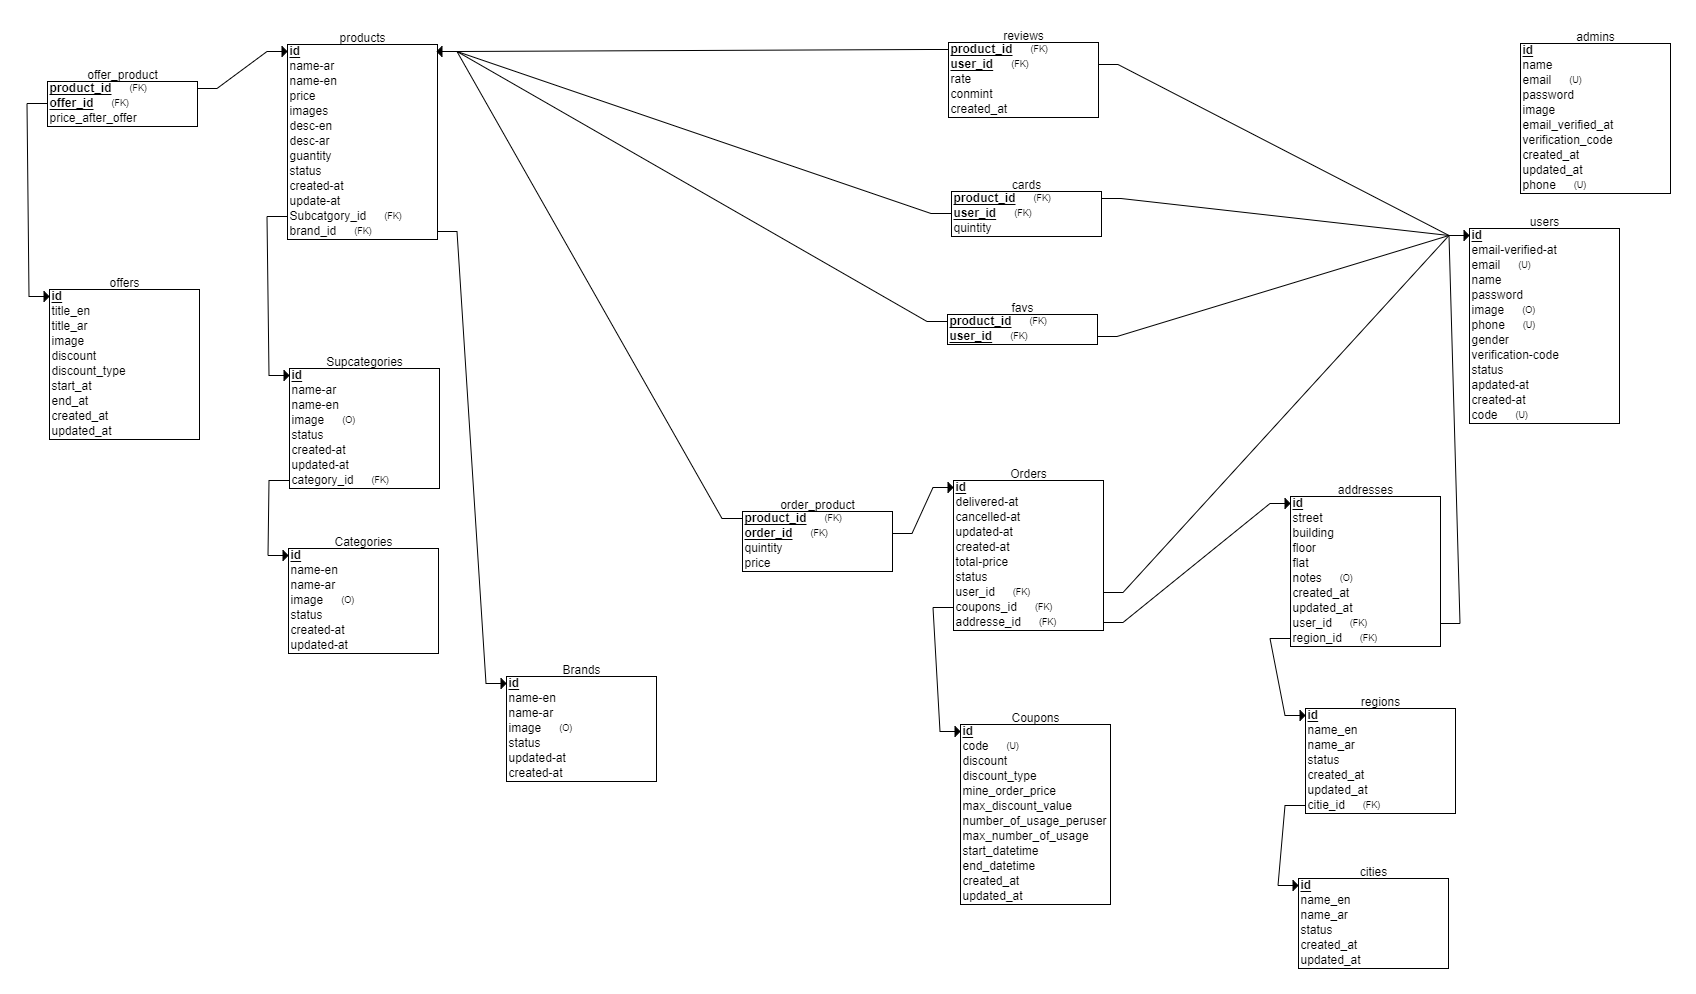 products
id
name-ar
name-en
price
images
desc-en
desc-ar
guantity
status
created-at
update-at
Subcatgory_id (FK)
brand_id (FK)
offer_product
product_id (FK)
offer_id (FK)
price_after_offer
offers
id
title_en
title_ar
image
discount
discount_type
start_at
end_at
created_at
updated_at
Supcategories
id
name-ar
name-en
image (O)
status
created-at
updated-at
category_id (FK)
Categories
id
name-en
name-ar
image (O)
status
created-at
updated-at
Brands
id
name-en
name-ar
image (O)
status
updated-at
created-at
reviews
product_id (FK)
user_id (FK)
rate
conmint
created_at
cards
product_id (FK)
user_id (FK)
quintity
favs
product_id (FK)
user_id (FK)
order_product
product_id (FK)
order_id (FK)
quintity
price
Orders
id
delivered-at
cancelled-at
updated-at
created-at
total-price
status
user_id (FK)
coupons_id (FK)
addresse_id (FK)
Coupons
id
code (U)
discount
discount_type
mine_order_price
max_discount_value
number_of_usage_peruser
max_number_of_usage
start_datetime
end_datetime
created_at
updated_at
admins
id
name
email (U)
password
image
email_verified_at
verification_code
created_at
updated_at
phone (U)
users
id
email-verified-at
email (U)
name
password
image (O)
phone (U)
gender
verification-code
status
apdated-at
created-at
code (U)
addresses
id
street
building
floor
flat
notes (O)
created_at
updated_at
user_id (FK)
region_id (FK)
regions
id
name_en
name_ar
status
created_at
updated_at
citie_id (FK)
cities
id
name_en
name_ar
status
created_at
updated_at